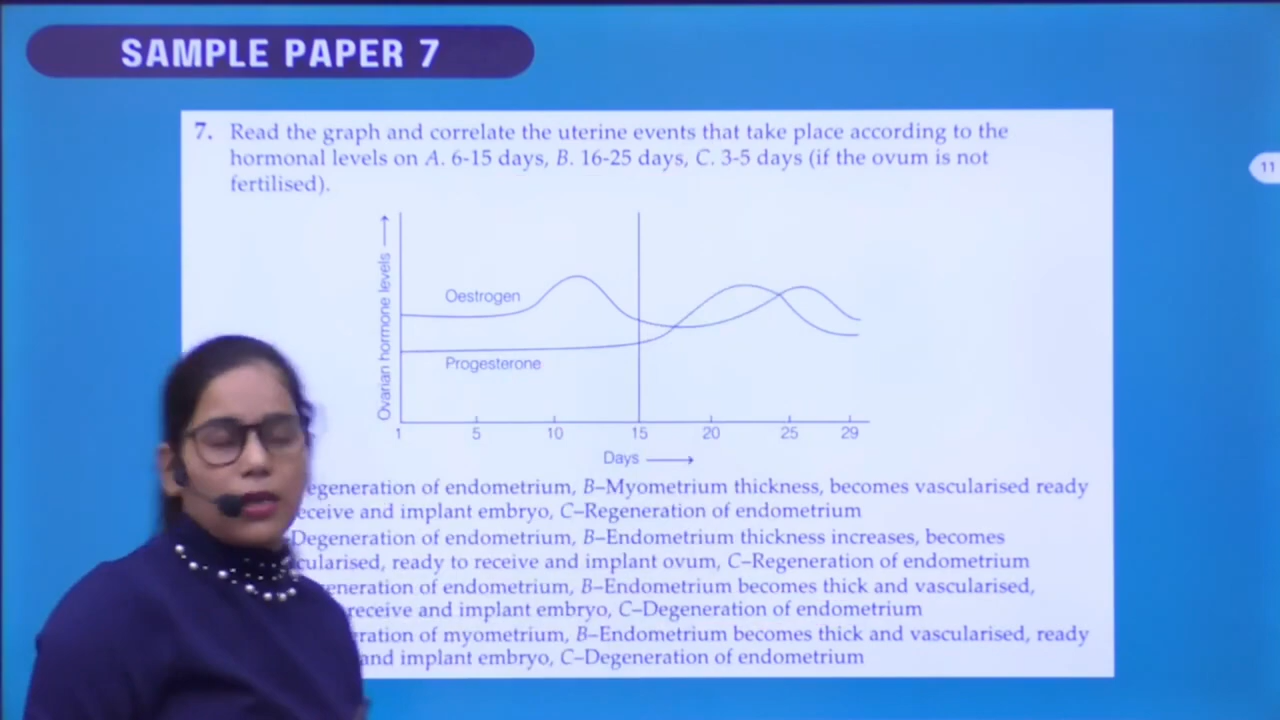 SAMPLE PAPER 7
7. Read the graph and correlate the uterine events that take place according to the
hormonal levels on A. 6-15 days, B. 16-25 days, C. 3-5 days (if the ovum is not
fertilised).
11
Ovarian hormone levels
Oestrogen
Progesterone
1 5 10 15 20 25 29
Days
egeneration of endometrium, B–Myometrium thickness, becomes vascularised ready
eceive and implant embryo, C–Regeneration of endometrium
Degeneration of endometrium, B–Endometrium thickness increases, becomes
cularised, ready to receive and implant ovum, C–Regeneration of endometrium
eneration of endometrium, B–Endometrium becomes thick and vascularised,
receive and implant embryo, C–Degeneration of endometrium
ration of myometrium, B–Endometrium becomes thick and vascularised, ready
and implant embryo, C–Degeneration of endometrium